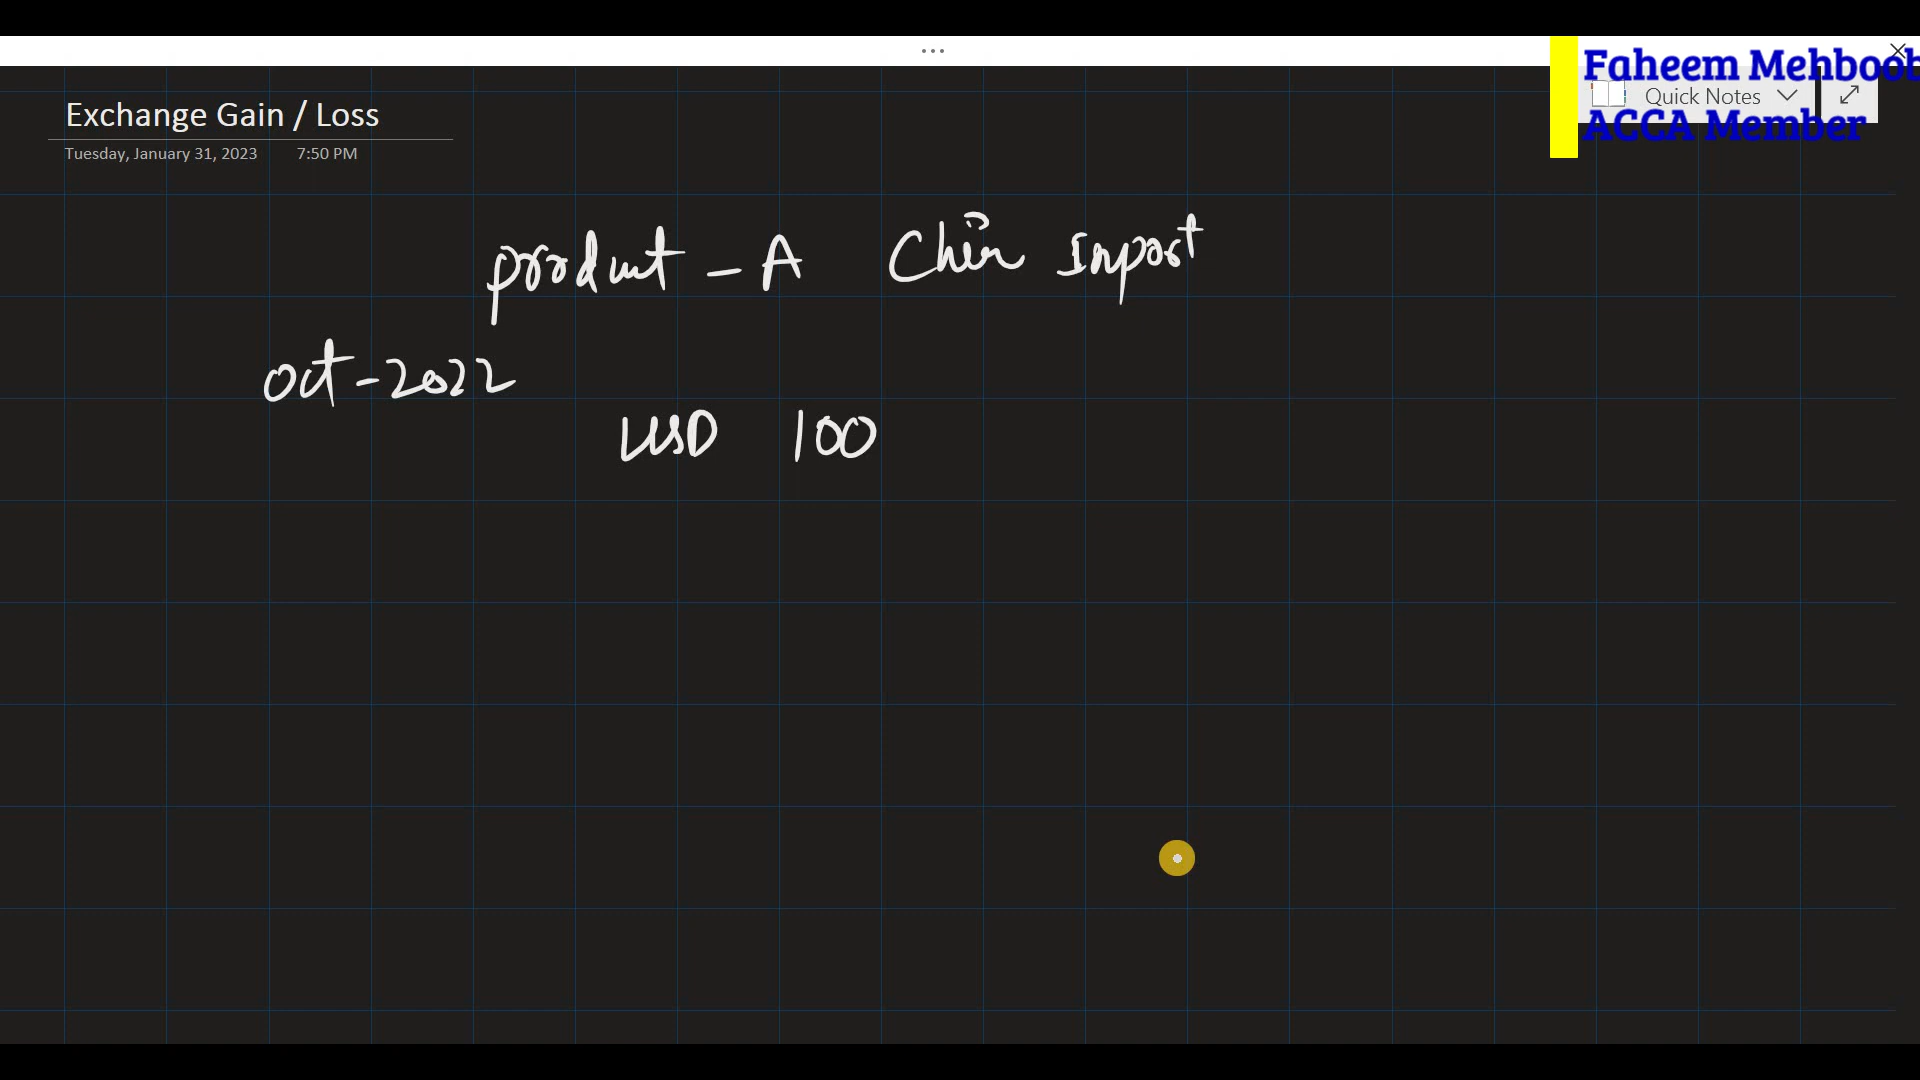 Faheem Mehboob
Quick Notes
ACCA Member
Exchange Gain / Loss
Tuesday, January 31, 2023 7:50 PM
product - A Chin Import
oct-2022
USD 100